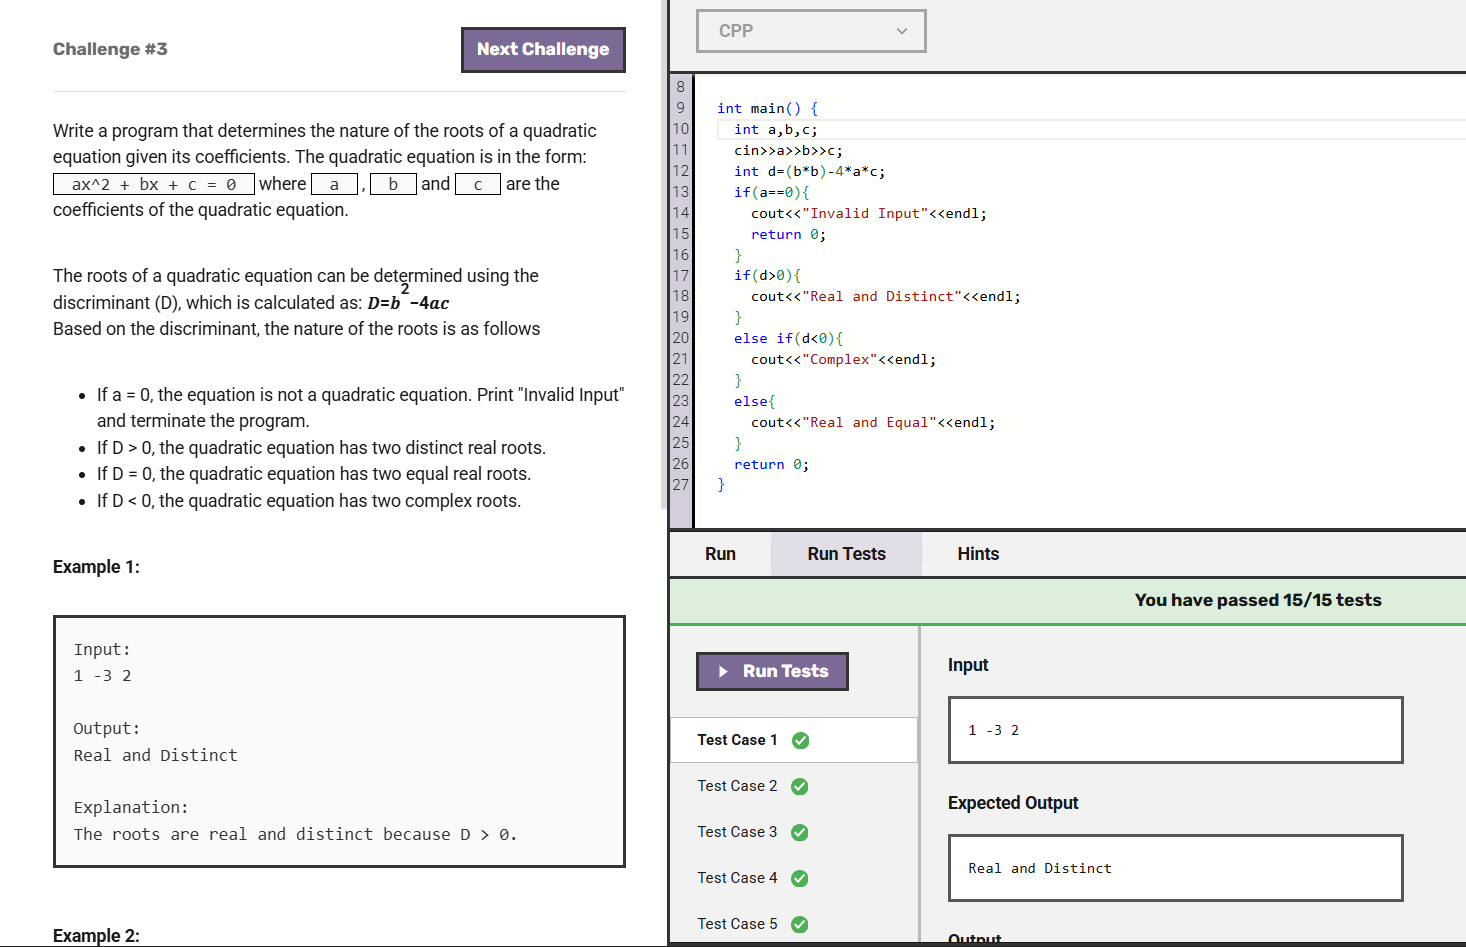 Challenge #3
Next Challenge
Write a program that determines the nature of the roots of a quadratic
equation given its coefficients. The quadratic equation is in the form:
ax^2 + bx + c = 0 where a , b and c are the
coefficients of the quadratic equation.
The roots of a quadratic equation can be determined using the
discriminant (D), which is calculated as: D=b²-4ac
Based on the discriminant, the nature of the roots is as follows
• If a = 0, the equation is not a quadratic equation. Print "Invalid Input"
and terminate the program.
• If D > 0, the quadratic equation has two distinct real roots.
• If D = 0, the quadratic equation has two equal real roots.
• If D < 0, the quadratic equation has two complex roots.
Example 1:
Input:
1 -3 2
Output:
Real and Distinct
Explanation:
The roots are real and distinct because D > 0.
Example 2:
CPP
8
9 int main() {
10 int a,b,c;
11 cin>>a>>b>>c;
12 int d=(b*b)-4*a*c;
13 if(a==0){
14 cout<<"Invalid Input"<<endl;
15 return 0;
16 }
17 if(d>0){
18 cout<<"Real and Distinct"<<endl;
19 }
20 else if(d<0){
21 cout<<"Complex"<<endl;
22 }
23 else{
24 cout<<"Real and Equal"<<endl;
25 }
26 return 0;
27 }
Run
Run Tests
Hints
You have passed 15/15 tests
Run Tests
Test Case 1
Test Case 2
Test Case 3
Test Case 4
Test Case 5
Input
1 -3 2
Expected Output
Real and Distinct
Output